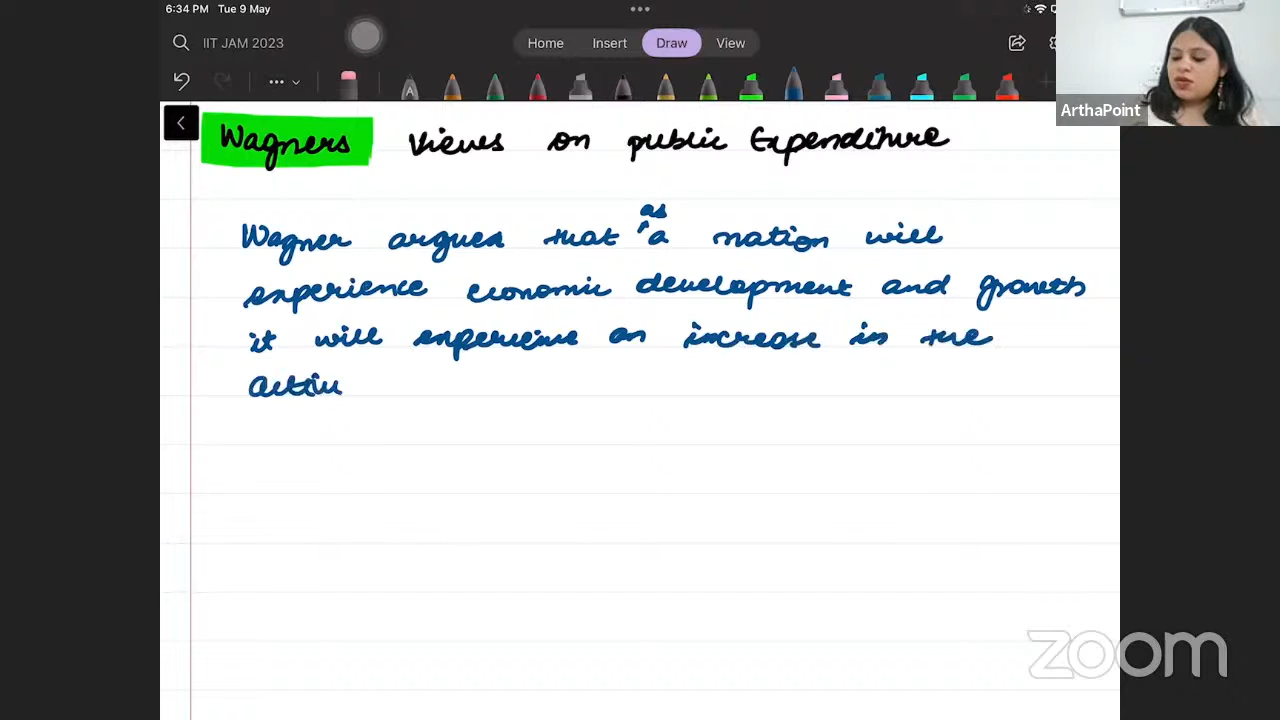 6:34 PM Tue 9 May
IIT JAM 2023
Home Insert Draw View
A
ArthaPoint
Wagners Views on public Expenditure
as
Wagner argues that a nation will
experience economic development and growth
it will experience an increase in the
activi
zoom